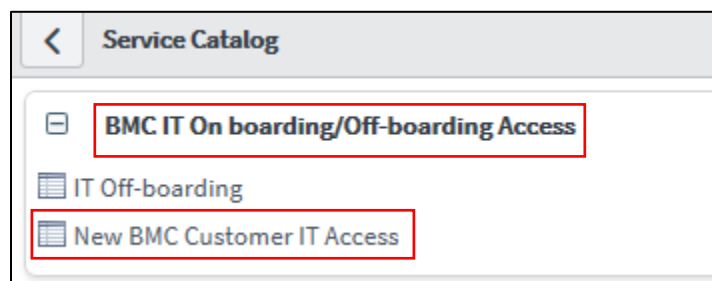 Service Catalog
BMC IT On boarding/Off-boarding Access
IT Off-boarding
New BMC Customer IT Access